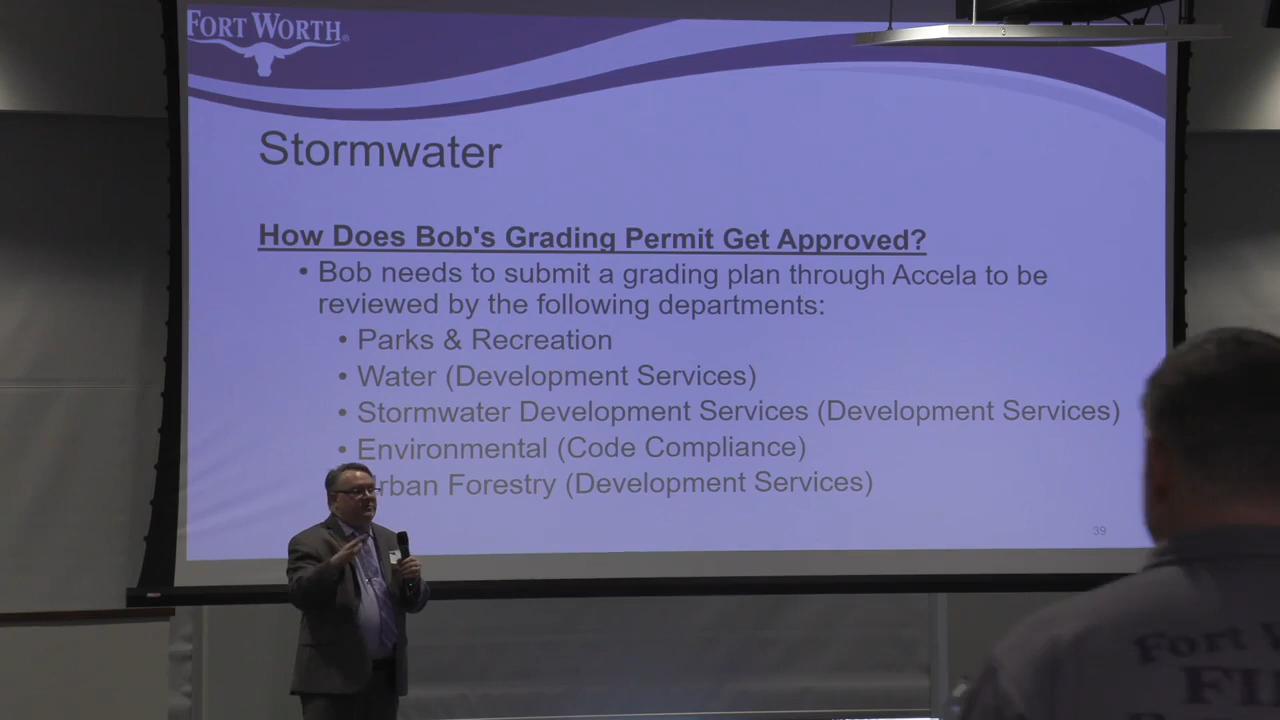 FORT WORTH®
Stormwater
How Does Bob's Grading Permit Get Approved?
• Bob needs to submit a grading plan through Accela to be
reviewed by the following departments:
• Parks & Recreation
• Water (Development Services)
• Stormwater Development Services (Development Services)
• Environmental (Code Compliance)
rban Forestry (Development Services)
39
Fort